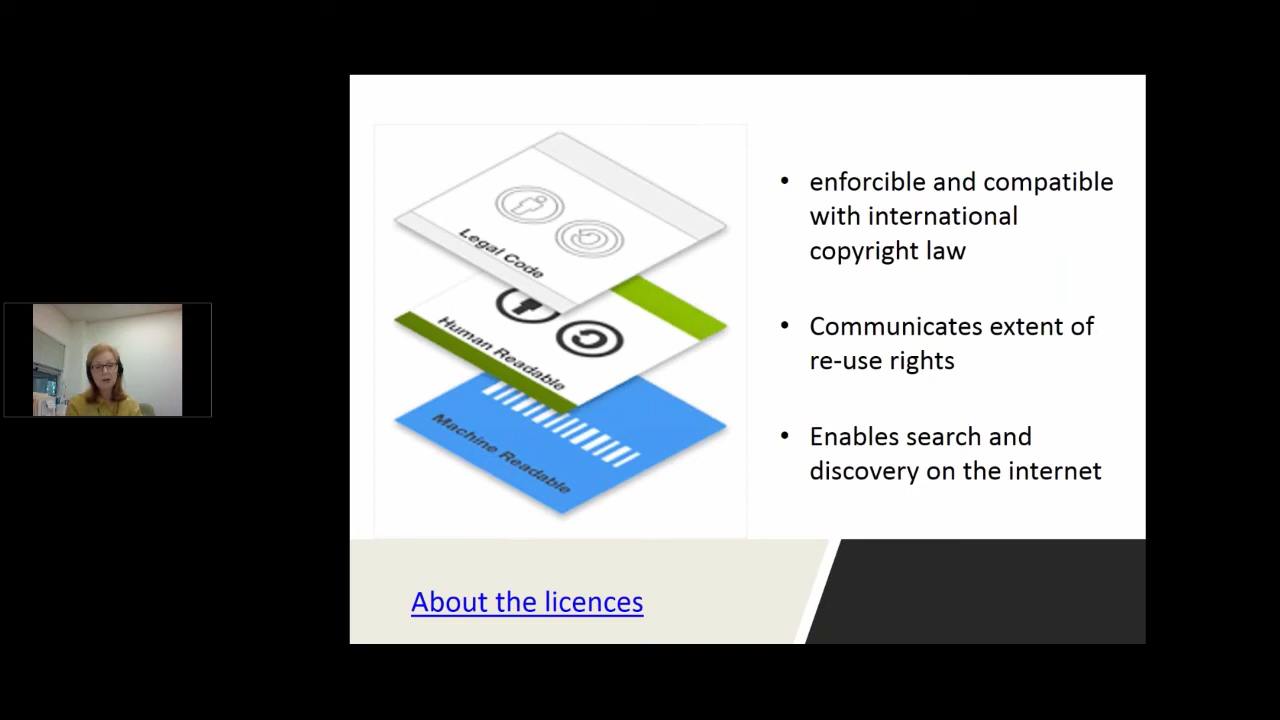 Legal Code
Human Readable
Machine Readable
• enforcible and compatible
with international
copyright law
• Communicates extent of
re-use rights
• Enables search and
discovery on the internet
About the licences